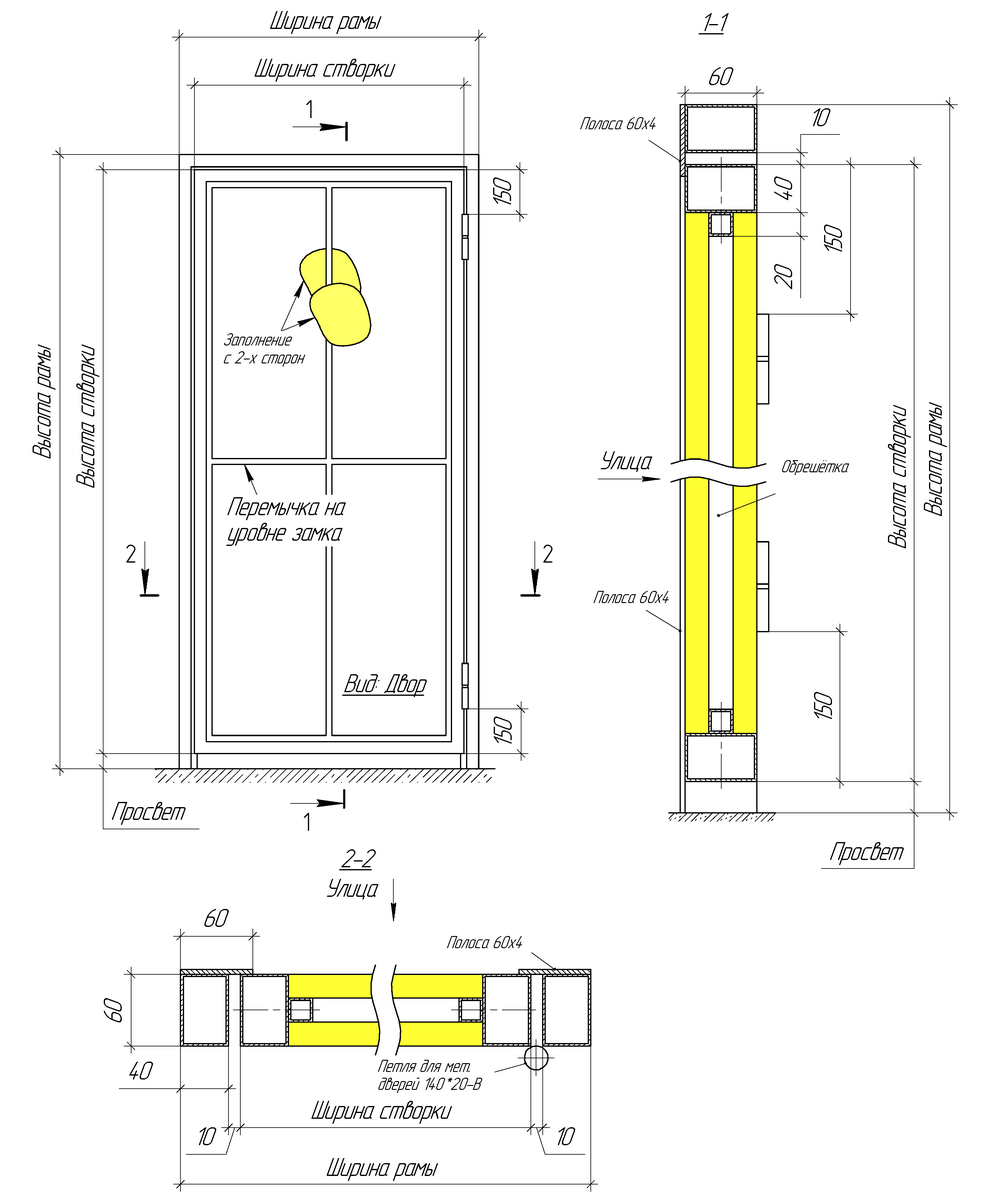 Ширина рамы
Ширина створки
1
150
Заполнение
с 2-х сторон
Высота рамы
Высота створки
Перемычка на
уровне замка
2
2
Вид: Двор
150
Просвет
1
1-1
60
Полоса 60х4
10
40
150
20
Улица
Обрешётка
Высота створки
Высота рамы
Полоса 60х4
150
Просвет
2-2
Улица
60
Полоса 60х4
60
40
Петля для мет.
дверей 140*20-В
Ширина створки
10
10
Ширина рамы